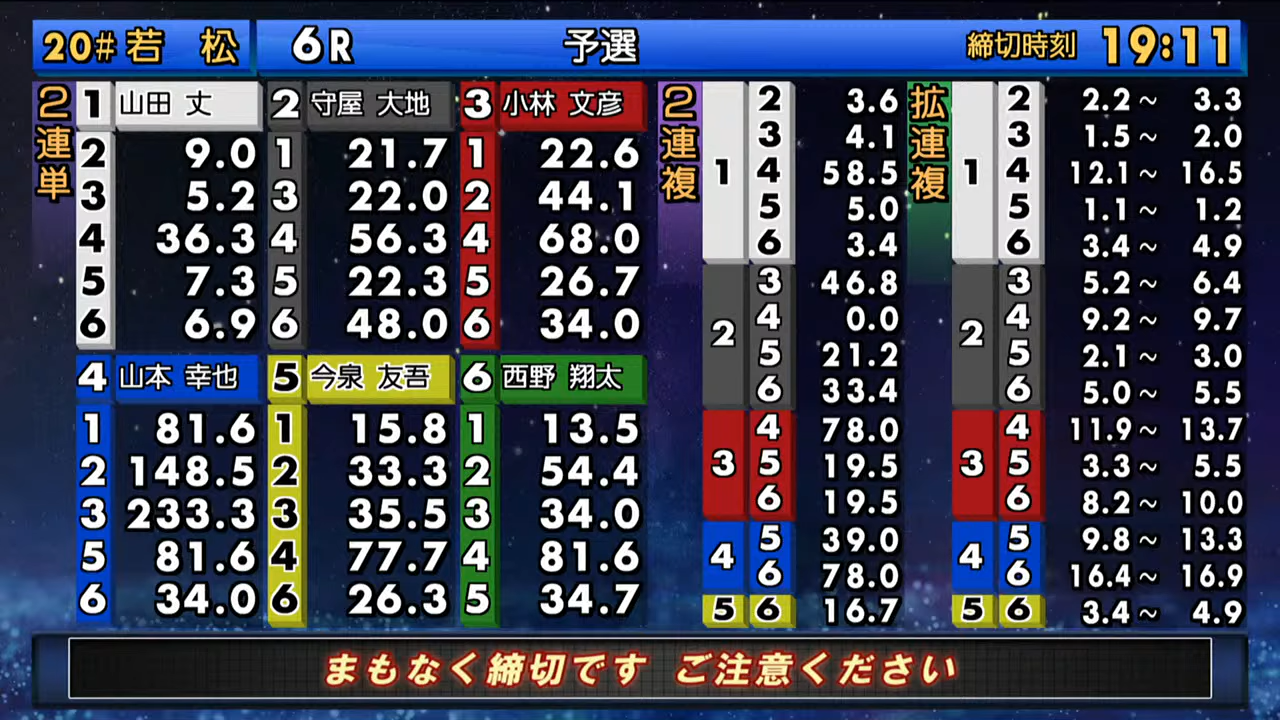 20# 若 松 6R 予選 締切時刻 19:11
2連単
1 山田 丈
2 9.0
3 5.2
4 36.3
5 7.3
6 6.9
2 守屋 大地
1 21.7
3 22.0
4 56.3
5 22.3
6 48.0
3 小林 文彦
1 22.6
2 44.1
4 68.0
5 26.7
6 34.0
4 山本 幸也
1 81.6
2 148.5
3 233.3
5 81.6
6 34.0
5 今泉 友吾
1 15.8
2 33.3
3 35.5
4 77.7
6 26.3
6 西野 翔太
1 13.5
2 54.4
3 34.0
4 81.6
5 34.7
2連複
1
2 3.6
3 4.1
4 58.5
5 5.0
6 3.4
2
3 46.8
4 0.0
5 21.2
6 33.4
3
4 78.0
5 19.5
6 19.5
4
5 39.0
6 78.0
5 6 16.7
拡連複
1
2 2.2~ 3.3
3 1.5~ 2.0
4 12.1~ 16.5
5 1.1~ 1.2
6 3.4~ 4.9
2
3 5.2~ 6.4
4 9.2~ 9.7
5 2.1~ 3.0
6 5.0~ 5.5
3
4 11.9~ 13.7
5 3.3~ 5.5
6 8.2~ 10.0
4
5 9.8~ 13.3
6 16.4~ 16.9
5 6 3.4~ 4.9
まもなく締切です ご注意ください